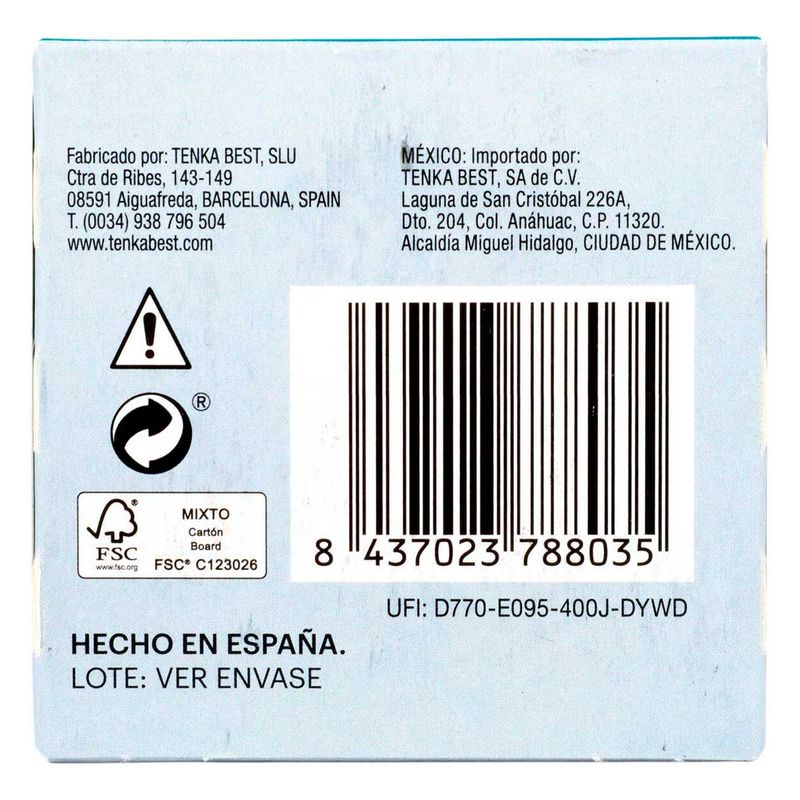 Fabricado por: TENKA BEST, SLU
Ctra de Ribes, 143-149
08591 Aiguafreda, BARCELONA, SPAIN
T. (0034) 938 796 504
www.tenkabest.com
MÉXICO: Importado por:
TENKA BEST, SA de C.V.
Laguna de San Cristóbal 226A,
Dto. 204, Col. Anáhuac, C.P. 11320.
Alcaldía Miguel Hidalgo, CIUDAD DE MÉXICO.
®
FSC
www.fsc.org
MIXTO
Cartón
Board
FSC® C123026
8 437023 788035
UFI: D770-E095-400J-DYWD
HECHO EN ESPAÑA.
LOTE: VER ENVASE